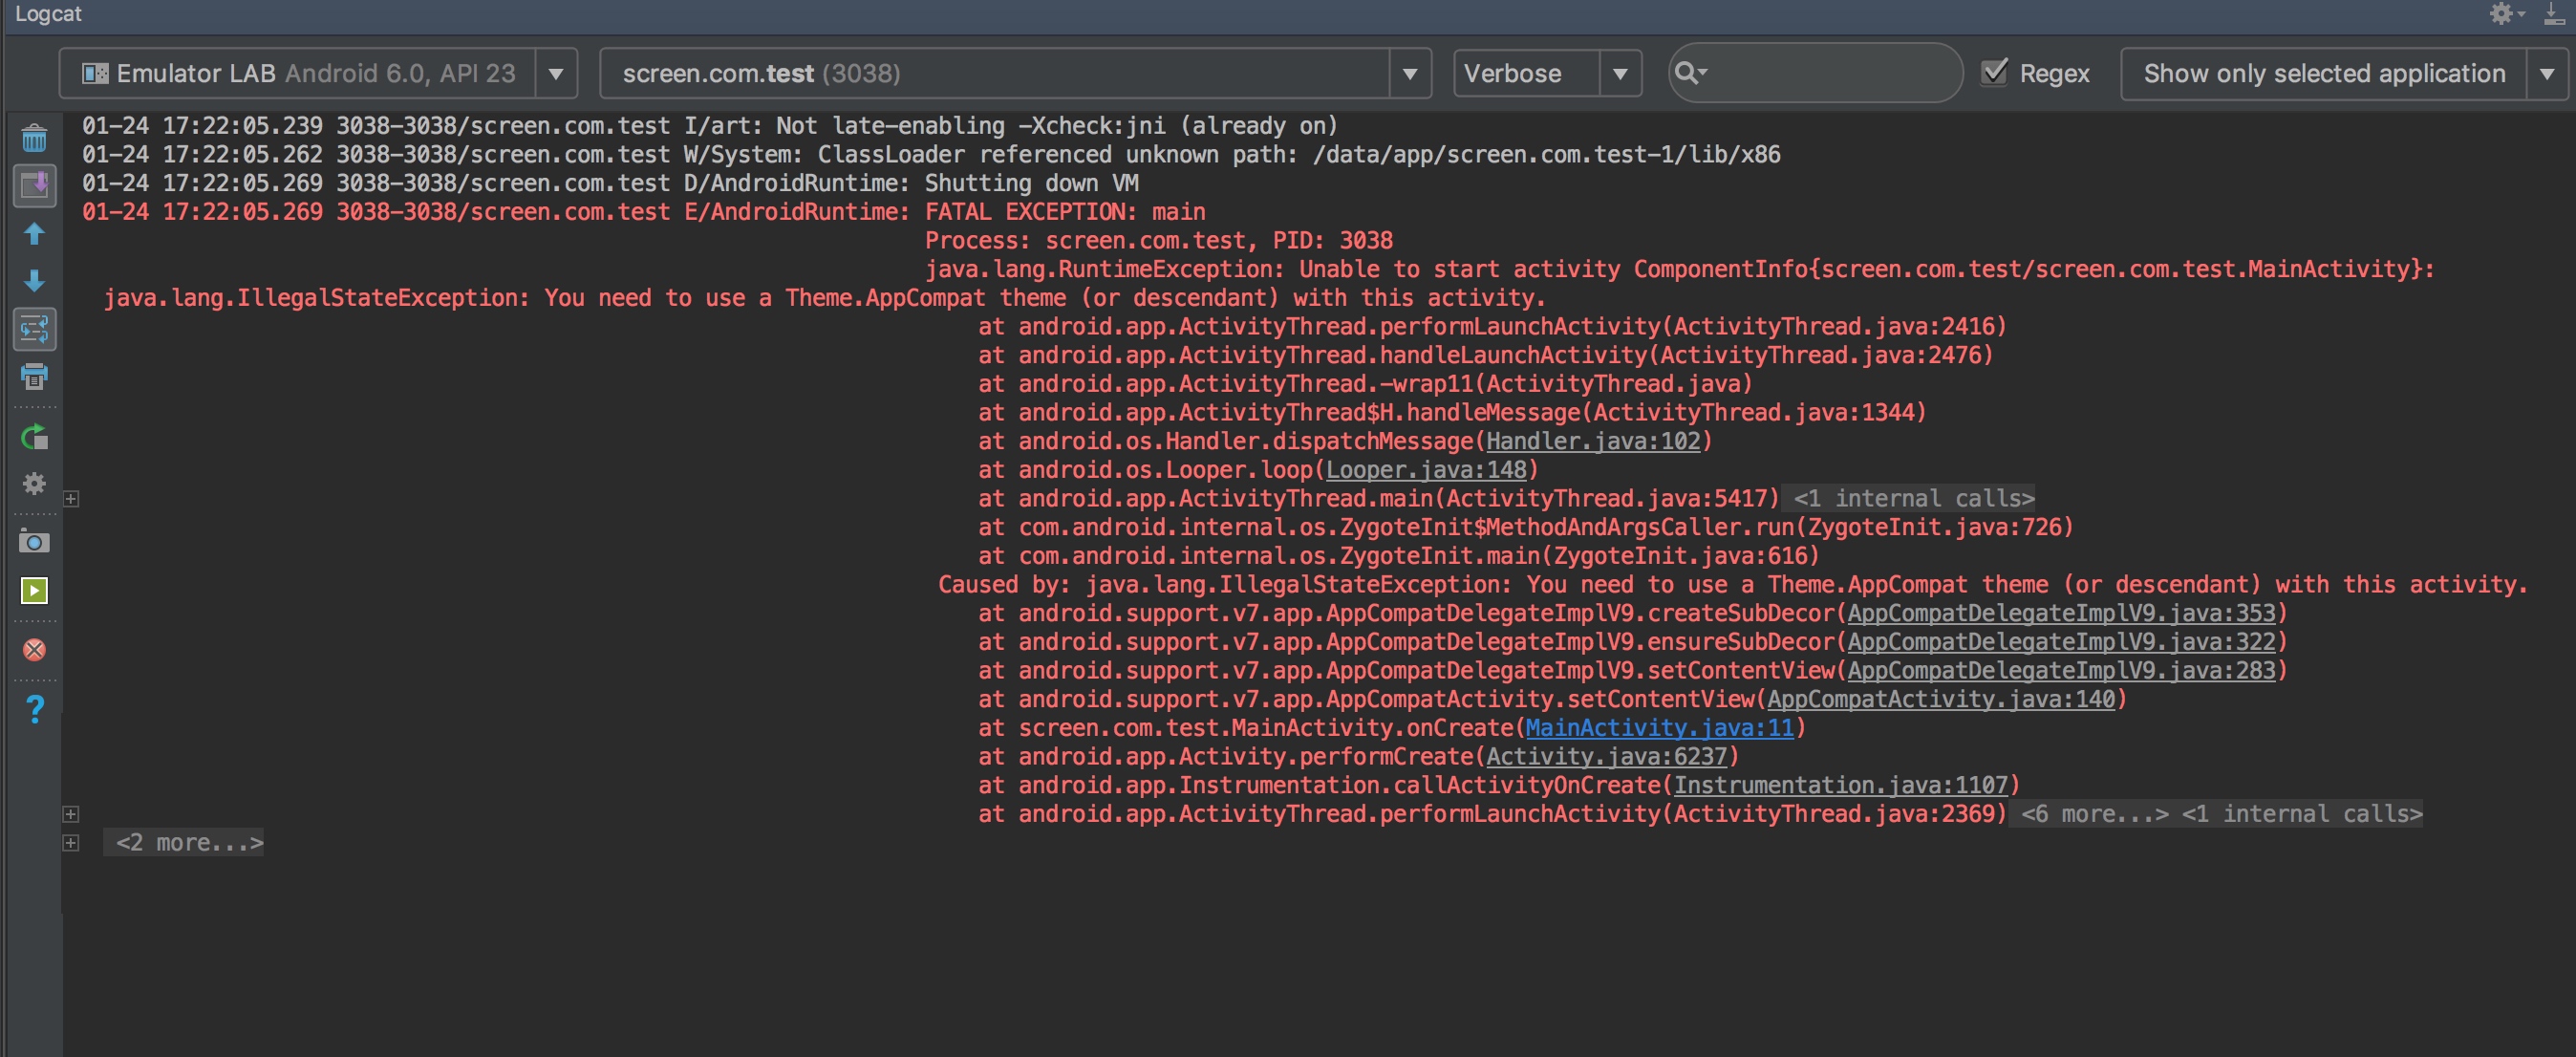 Logcat
Emulator LAB Android 6.0, API 23 screen.com.test (3038) Verbose Regex Show only selected application
01-24 17:22:05.239 3038-3038/screen.com.test I/art: Not late-enabling -Xcheck:jni (already on)
01-24 17:22:05.262 3038-3038/screen.com.test W/System: ClassLoader referenced unknown path: /data/app/screen.com.test-1/lib/x86
01-24 17:22:05.269 3038-3038/screen.com.test D/AndroidRuntime: Shutting down VM
01-24 17:22:05.269 3038-3038/screen.com.test E/AndroidRuntime: FATAL EXCEPTION: main
Process: screen.com.test, PID: 3038
java.lang.RuntimeException: Unable to start activity ComponentInfo{screen.com.test/screen.com.test.MainActivity}:
java.lang.IllegalStateException: You need to use a Theme.AppCompat theme (or descendant) with this activity.
at android.app.ActivityThread.performLaunchActivity(ActivityThread.java:2416)
at android.app.ActivityThread.handleLaunchActivity(ActivityThread.java:2476)
at android.app.ActivityThread.-wrap11(ActivityThread.java)
at android.app.ActivityThread$H.handleMessage(ActivityThread.java:1344)
at android.os.Handler.dispatchMessage(Handler.java:102)
at android.os.Looper.loop(Looper.java:148)
at android.app.ActivityThread.main(ActivityThread.java:5417) <1 internal calls>
at com.android.internal.os.ZygoteInit$MethodAndArgsCaller.run(ZygoteInit.java:726)
at com.android.internal.os.ZygoteInit.main(ZygoteInit.java:616)
Caused by: java.lang.IllegalStateException: You need to use a Theme.AppCompat theme (or descendant) with this activity.
at android.support.v7.app.AppCompatDelegateImplV9.createSubDecor(AppCompatDelegateImplV9.java:353)
at android.support.v7.app.AppCompatDelegateImplV9.ensureSubDecor(AppCompatDelegateImplV9.java:322)
at android.support.v7.app.AppCompatDelegateImplV9.setContentView(AppCompatDelegateImplV9.java:283)
at android.support.v7.app.AppCompatActivity.setContentView(AppCompatActivity.java:140)
at screen.com.test.MainActivity.onCreate(MainActivity.java:11)
at android.app.Activity.performCreate(Activity.java:6237)
at android.app.Instrumentation.callActivityOnCreate(Instrumentation.java:1107)
at android.app.ActivityThread.performLaunchActivity(ActivityThread.java:2369) <6 more...> <1 internal calls>
<2 more...>